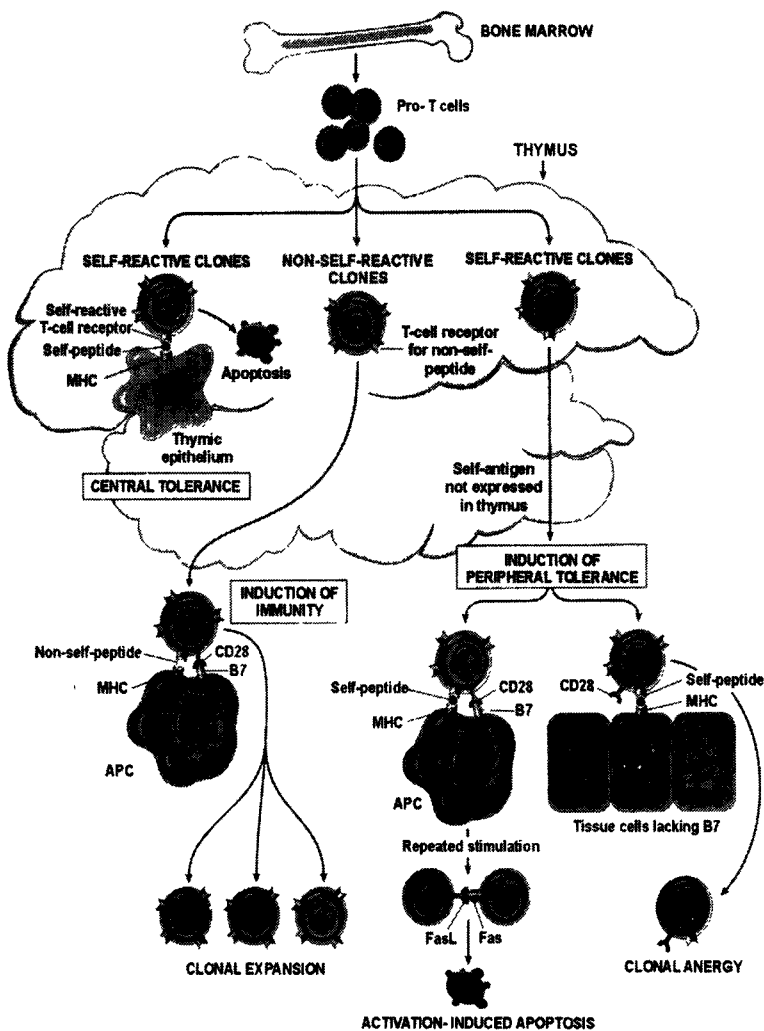 BONE MARROW
Pro- T cells
THYMUS
SELF-REACTIVE CLONES
NON-SELF-REACTIVE
CLONES
SELF-REACTIVE CLONES
Self-reactive
T-cell receptor
Self-peptide
MHC
Apoptosis
T-cell receptor
for non-self-
peptide
Thymic
epithelium
CENTRAL TOLERANCE
Self-antigen
not expressed
in thymus
INDUCTION OF
PERIPHERAL TOLERANCE
INDUCTION OF
IMMUNITY
Non-self-peptide
CD28
B7
MHC
APC
Self-peptide
CD28
B7
MHC
APC
CD28
Self-peptide
MHC
Tissue cells lacking B7
Repeated stimulation
FasL
Fas
CLONAL EXPANSION
CLONAL ANERGY
ACTIVATION- INDUCED APOPTOSIS